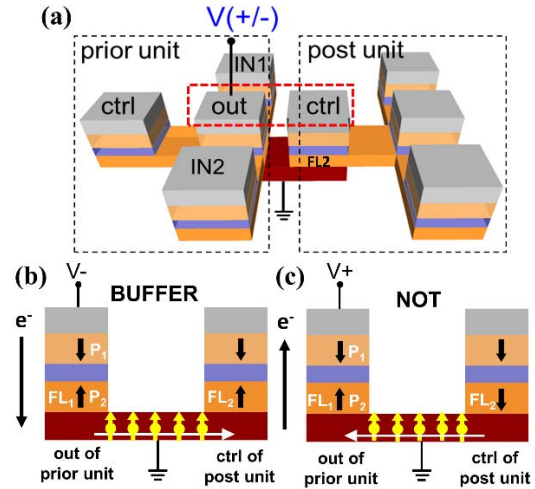 (a)
V(+/-)
prior unit
post unit
IN1
ctrl
out
ctrl
IN2
FL2
(b)
V-
BUFFER
e-
P₁
FL₁
P₂
FL₂
out of
prior unit
ctrl of
post unit
(c)
V+
NOT
e-
P₁
FL₁
P₂
FL₂
out of
prior unit
ctrl of
post unit